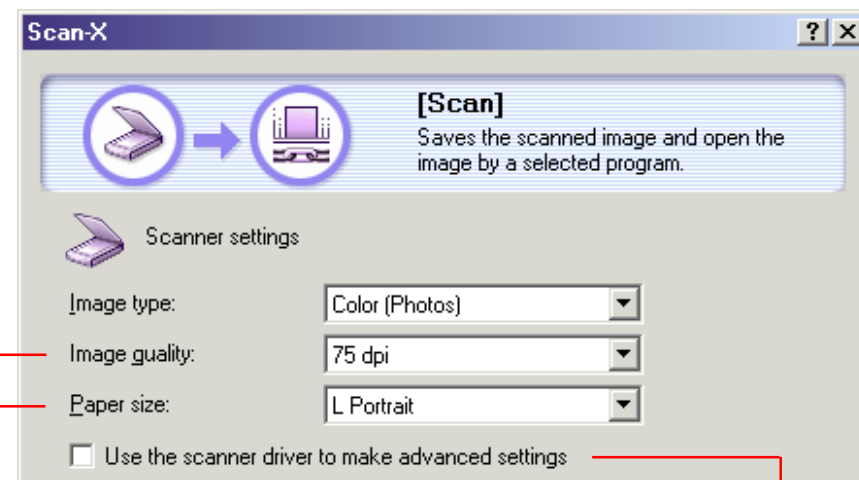 Scan-X
[Scan]
Saves the scanned image and open the
image by a selected program.
Scanner settings
Image type: Color (Photos)
Image guality: 75 dpi
Paper size: L Portrait
Use the scanner driver to make advanced settings